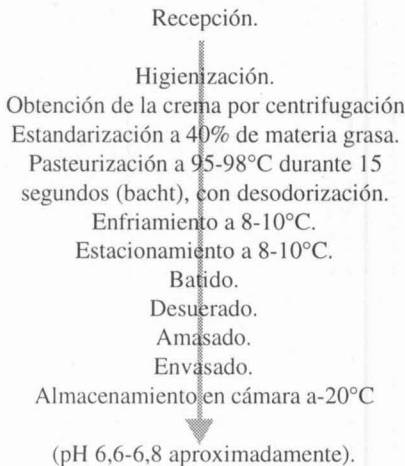 Recepción.
Higienización.
Obtención de la crema por centrifugación
Estandarización a 40% de materia grasa.
Pasteurización a 95-98°C durante 15
segundos (bacht), con desodorización.
Enfriamiento a 8-10°C.
Estacionamiento a 8-10°C.
Batido.
Desuerado.
Amasado.
Envasado.
Almacenamiento en cámara a-20°C
(pH 6,6-6,8 aproximadamente).